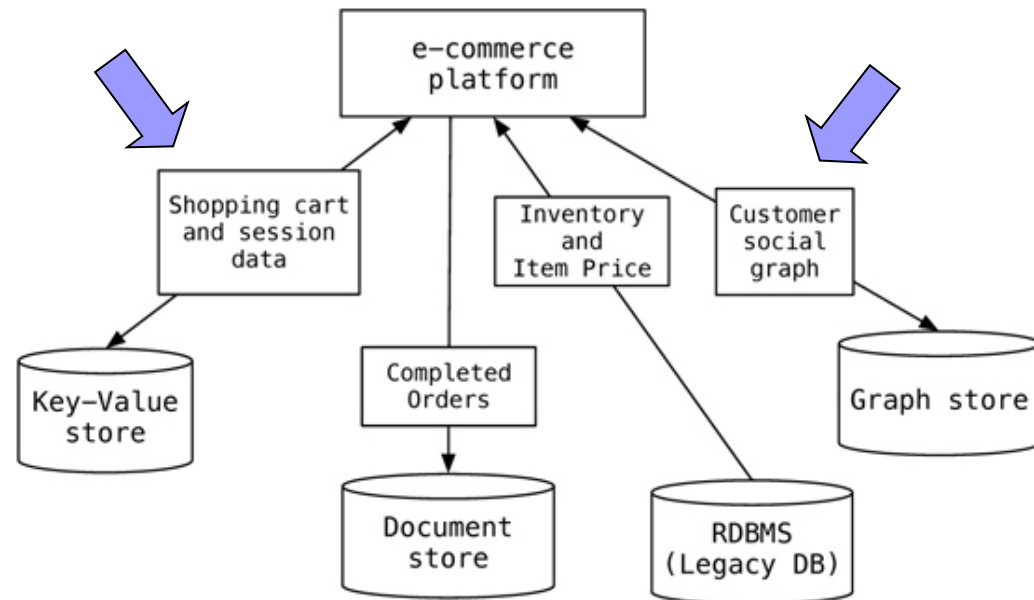 e-commerce
platform
Shopping cart
and session
data
Inventory
and
Item Price
Customer
social
graph
Key-Value
store
Completed
Orders
Graph store
Document
store
RDBMS
(Legacy DB)